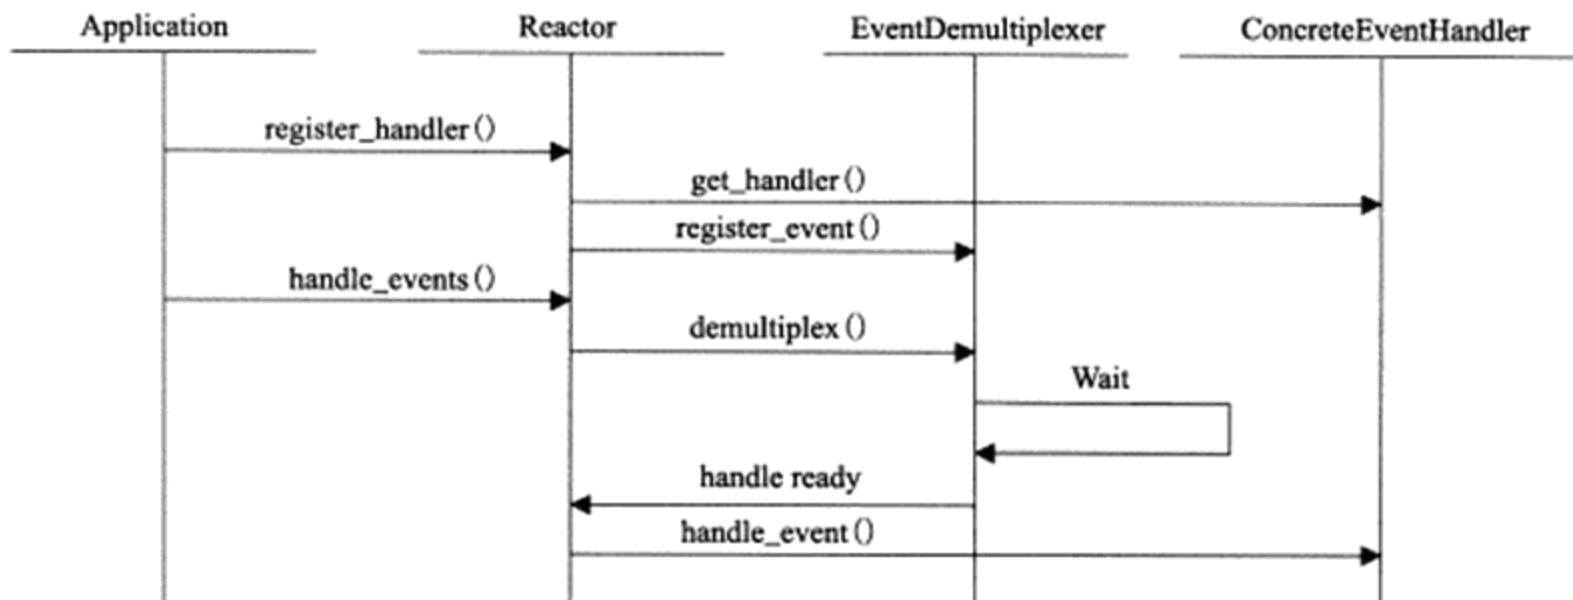 Application
Reactor
EventDemultiplexer
ConcreteEventHandler
register_handler()
get_handler()
register_event()
handle_events()
demultiplex()
Wait
handle ready
handle_event()